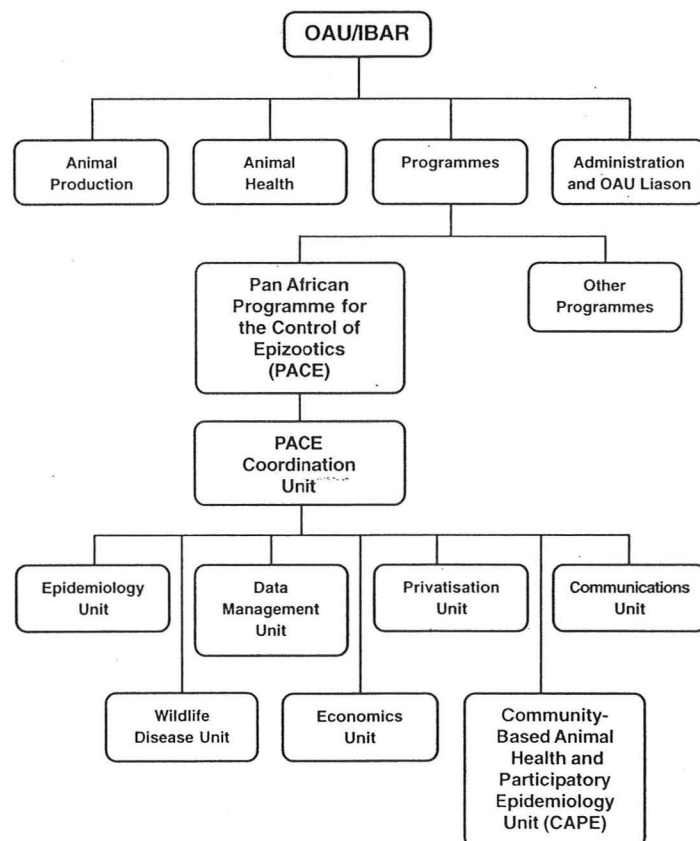 OAU/IBAR
Animal
Production
Animal
Health
Programmes
Administration
and OAU Liason
Pan African
Programme for
the Control of
Epizootics
(PACE)
Other
Programmes
PACE
Coordination
Unit
Epidemiology
Unit
Data
Management
Unit
Privatisation
Unit
Communications
Unit
Wildlife
Disease Unit
Economics
Unit
Community-
Based Animal
Health and
Participatory
Epidemiology
Unit (CAPE)